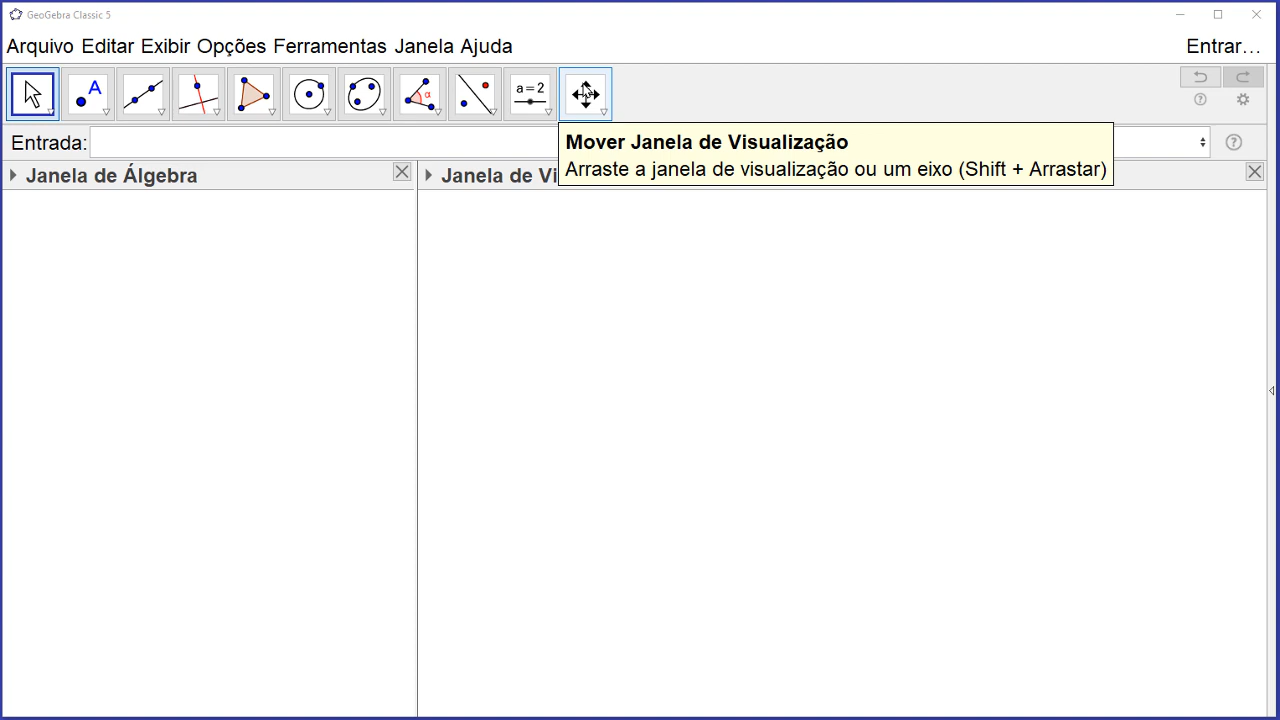 GeoGebra Classic 5
Arquivo Editar Exibir Opções Ferramentas Janela Ajuda Entrar…
A
α
a=2
Entrada:
Mover Janela de Visualização
Arraste a janela de visualização ou um eixo (Shift + Arrastar)
Janela de Álgebra
Janela de Vi